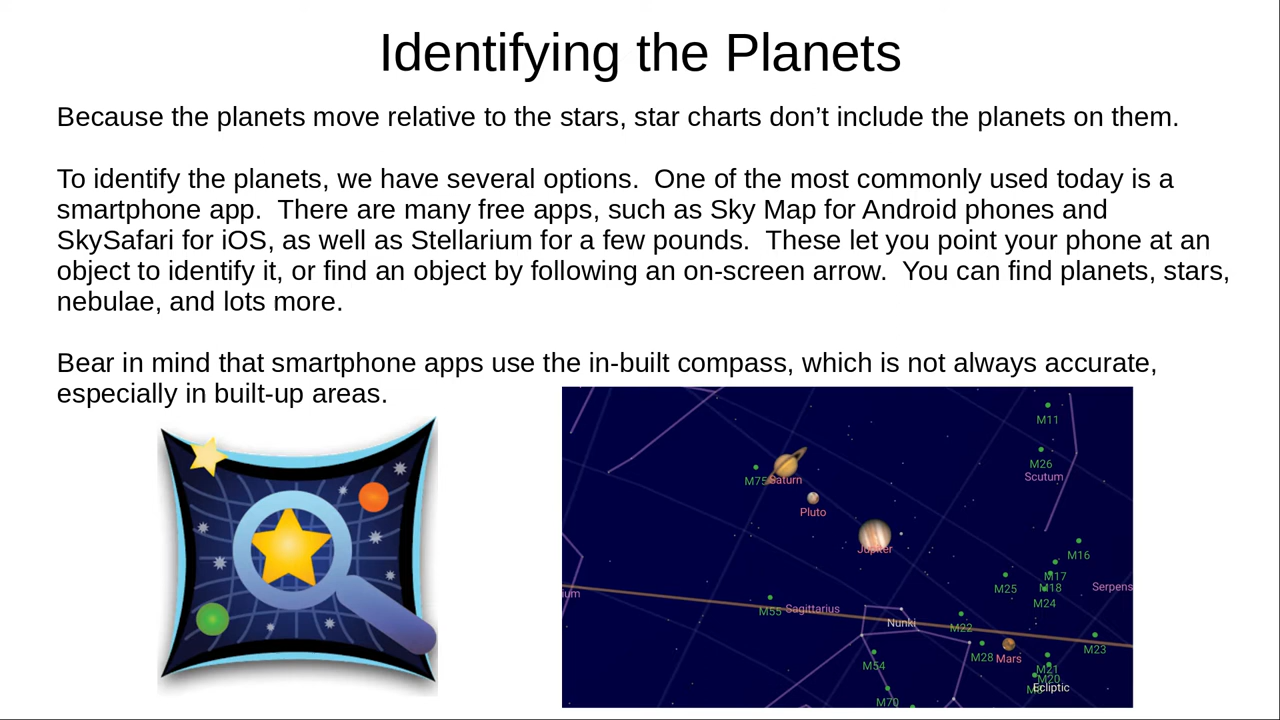 Identifying the Planets
Because the planets move relative to the stars, star charts don’t include the planets on them.
To identify the planets, we have several options.  One of the most commonly used today is a
smartphone app.  There are many free apps, such as Sky Map for Android phones and
SkySafari for iOS, as well as Stellarium for a few pounds.  These let you point your phone at an
object to identify it, or find an object by following an on-screen arrow.  You can find planets, stars,
nebulae, and lots more.
Bear in mind that smartphone apps use the in-built compass, which is not always accurate,
especially in built-up areas.
M11
M26
Scutum
M75
Saturn
Pluto
Jupiter
M16
M17
M25
M18
Serpens
M24
ium
M55
Sagittarius
Nunki
M22
M23
M28
Mars
M54
M21
M20
Ecliptic
M70